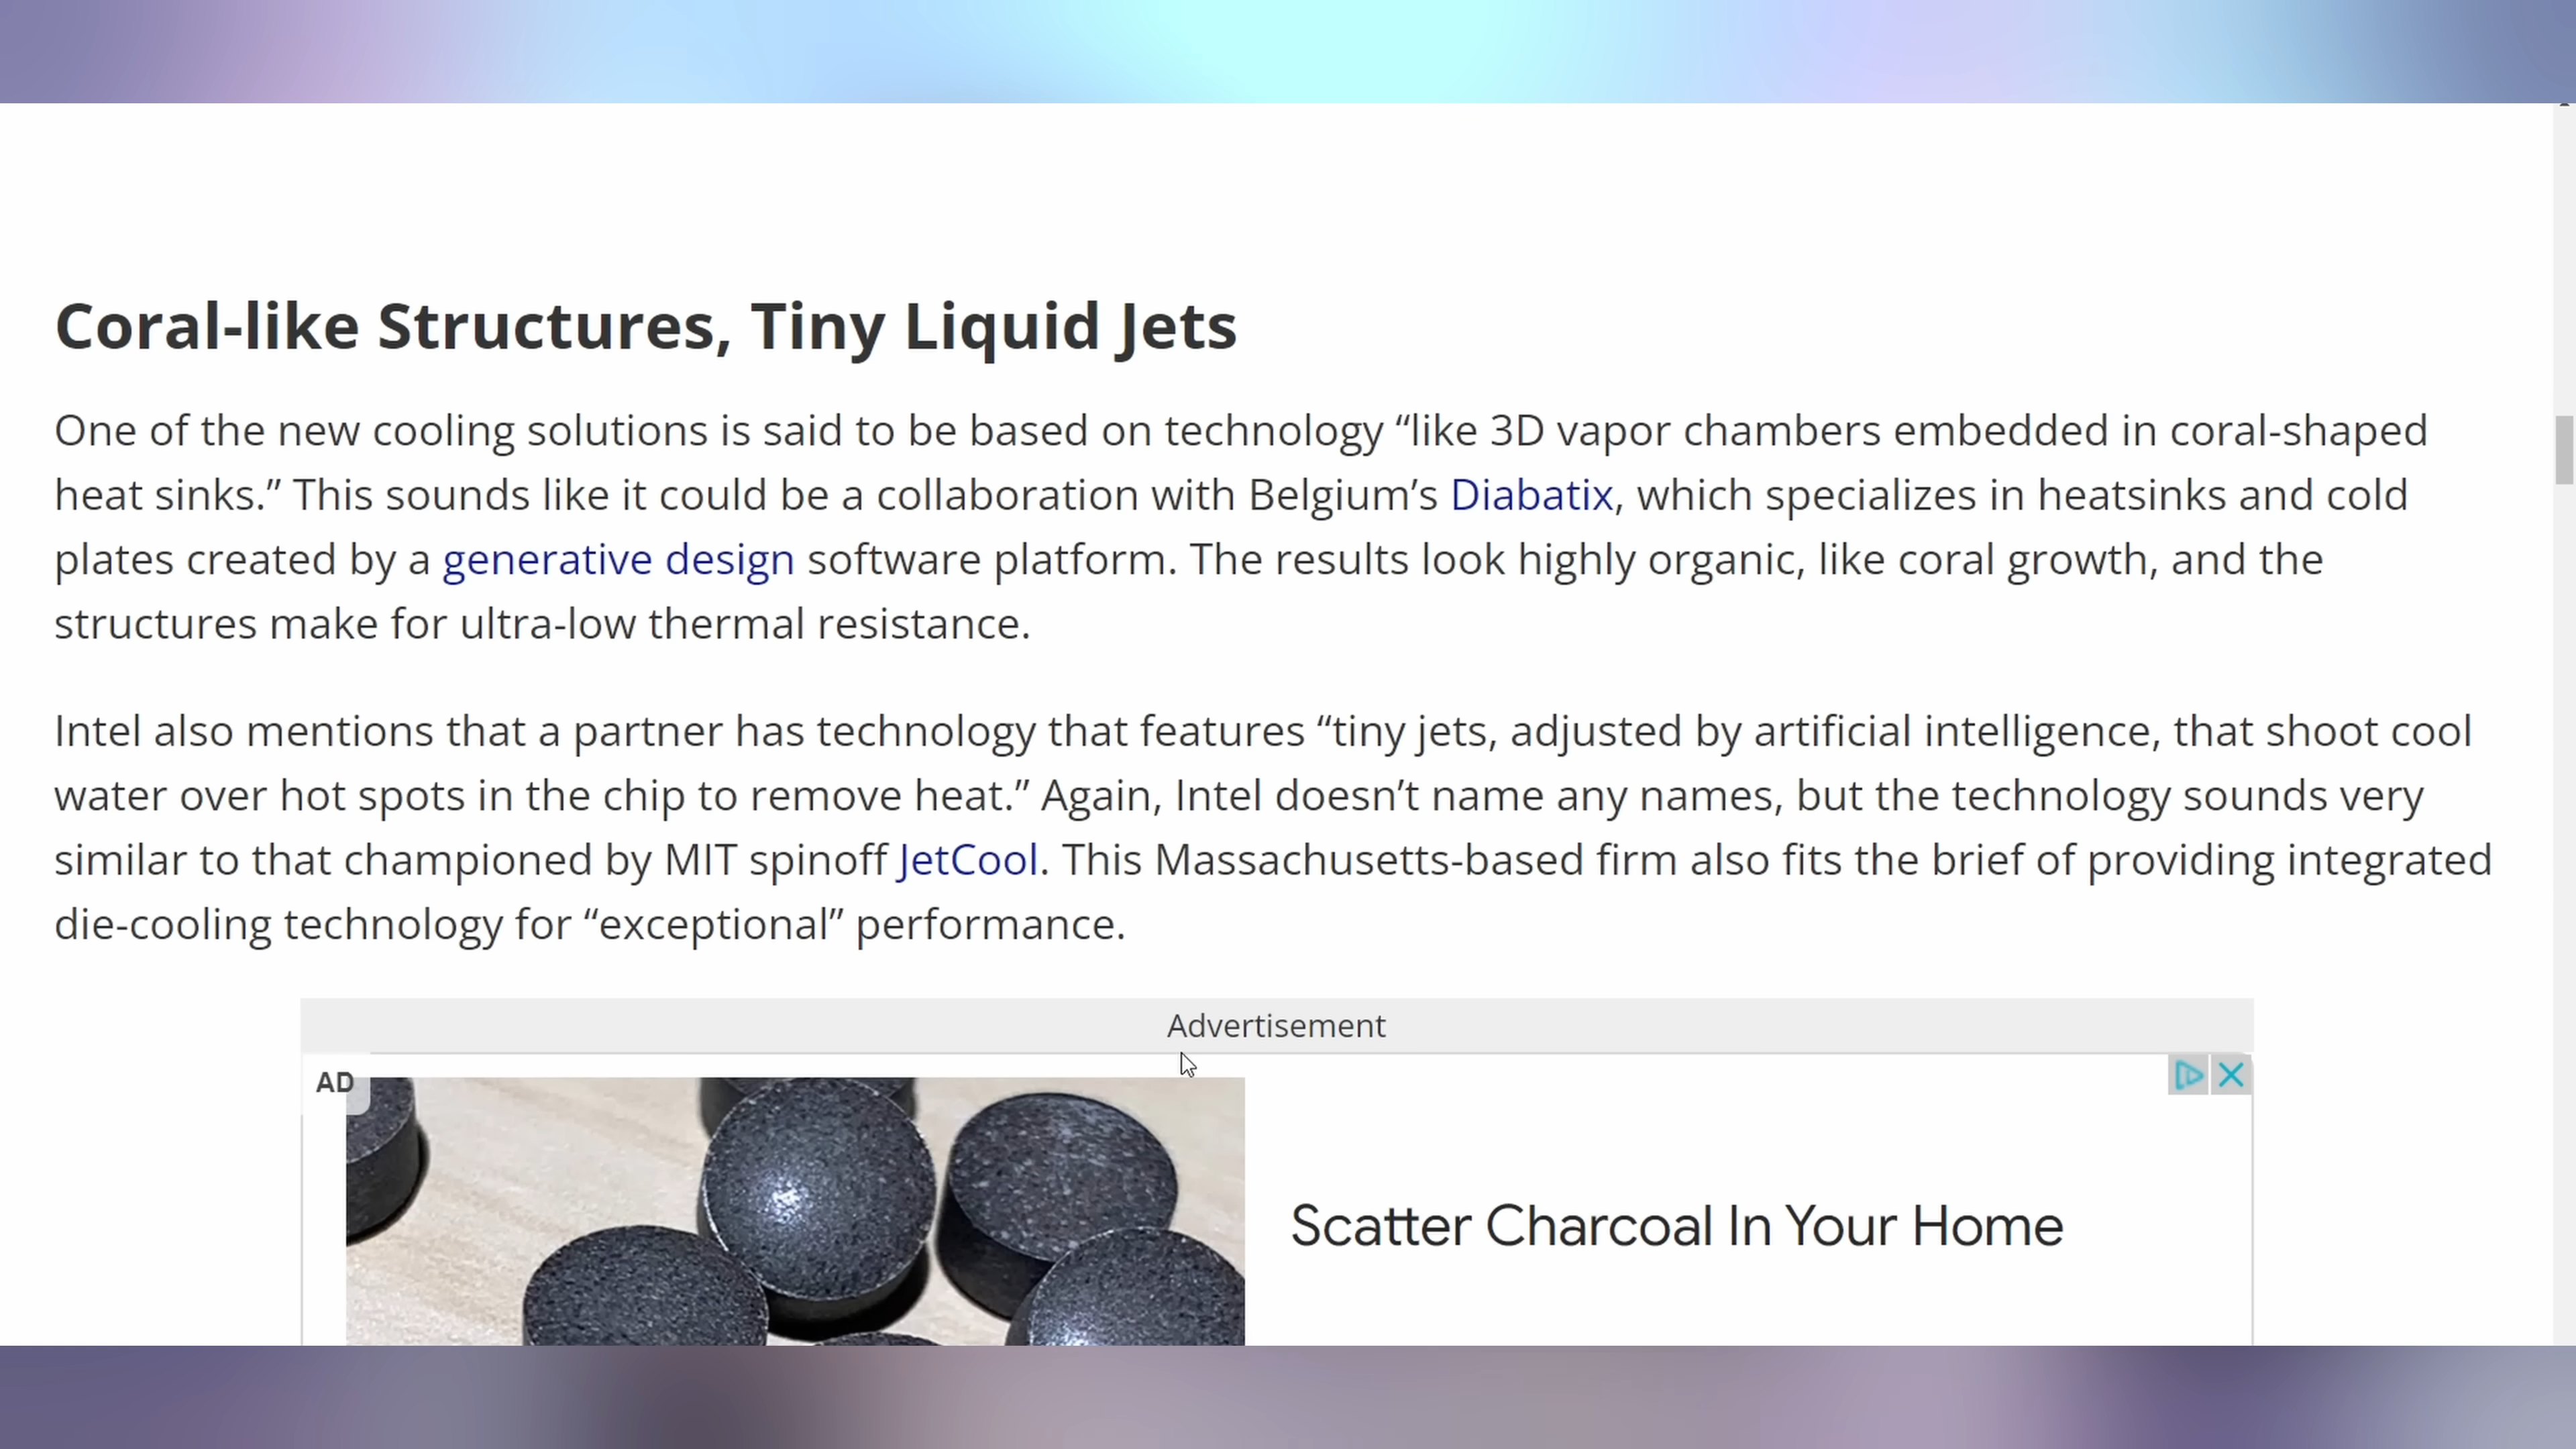 Coral-like Structures, Tiny Liquid Jets
One of the new cooling solutions is said to be based on technology “like 3D vapor chambers embedded in coral-shaped
heat sinks.” This sounds like it could be a collaboration with Belgium’s Diabatix, which specializes in heatsinks and cold
plates created by a generative design software platform. The results look highly organic, like coral growth, and the
structures make for ultra-low thermal resistance.
Intel also mentions that a partner has technology that features “tiny jets, adjusted by artificial intelligence, that shoot cool
water over hot spots in the chip to remove heat.” Again, Intel doesn’t name any names, but the technology sounds very
similar to that championed by MIT spinoff JetCool. This Massachusetts-based firm also fits the brief of providing integrated
die-cooling technology for “exceptional” performance.
Advertisement
AD
Scatter Charcoal In Your Home